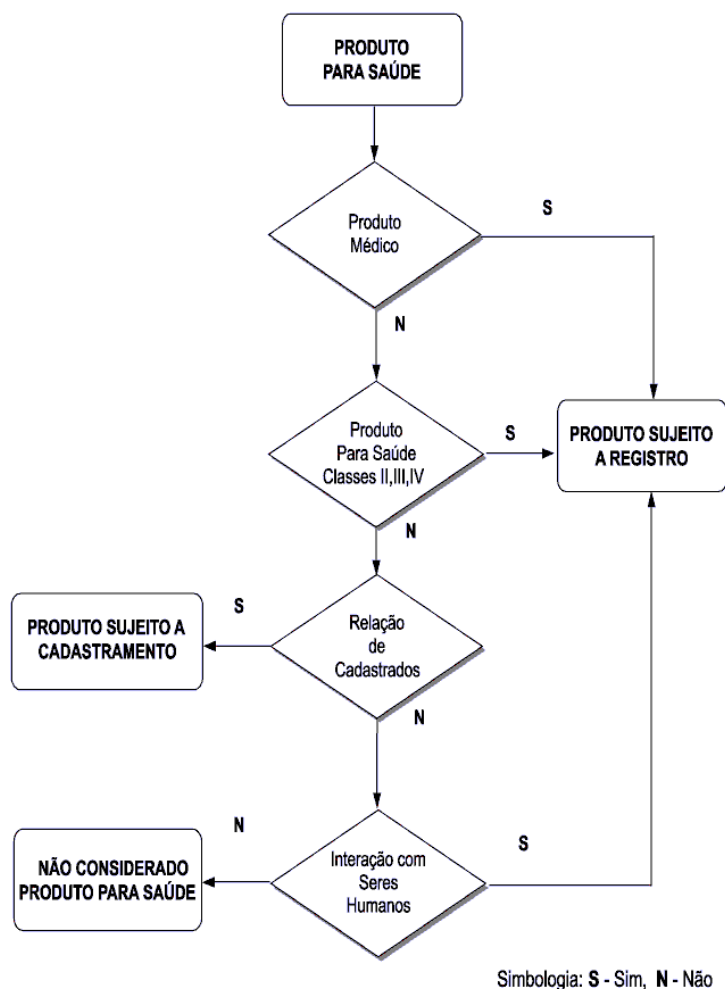 PRODUTO
PARA SAÚDE
Produto
Médico
S
N
Produto
Para Saúde
Classes II,III,IV
S
PRODUTO SUJEITO
A REGISTRO
N
PRODUTO SUJEITO A
CADASTRAMENTO
S
Relação
de
Cadastrados
N
NÃO CONSIDERADO
PRODUTO PARA SAÚDE
N
Interação com
Seres
Humanos
S
Simbologia: S - Sim, N - Não